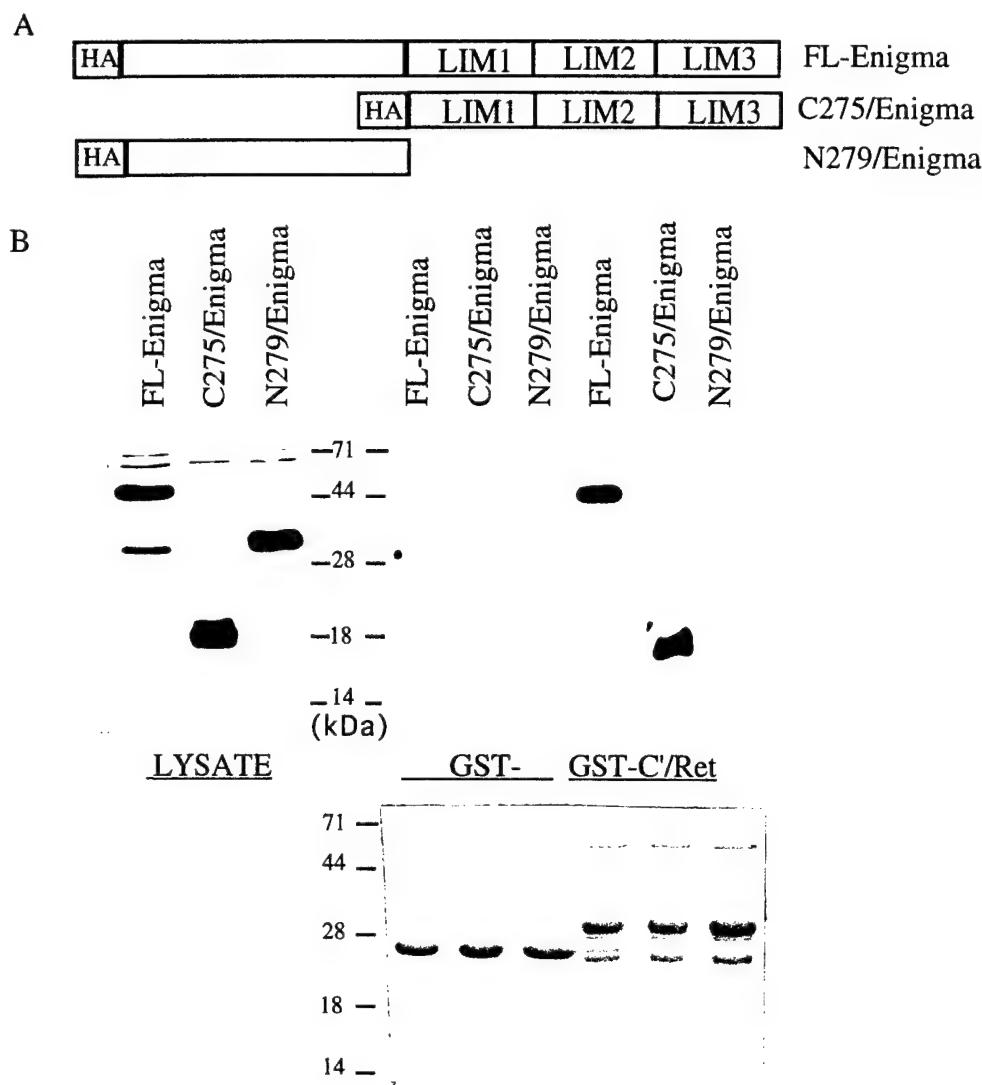 A
HA LIM1 LIM2 LIM3 FL-Enigma
HA LIM1 LIM2 LIM3 C275/Enigma
HA N279/Enigma
B
FL-Enigma C275/Enigma N279/Enigma FL-Enigma C275/Enigma N279/Enigma FL-Enigma C275/Enigma N279/Enigma
71
44
28
18
14
(kDa)
LYSATE GST- GST-C'/Ret
71
44
28
18
14